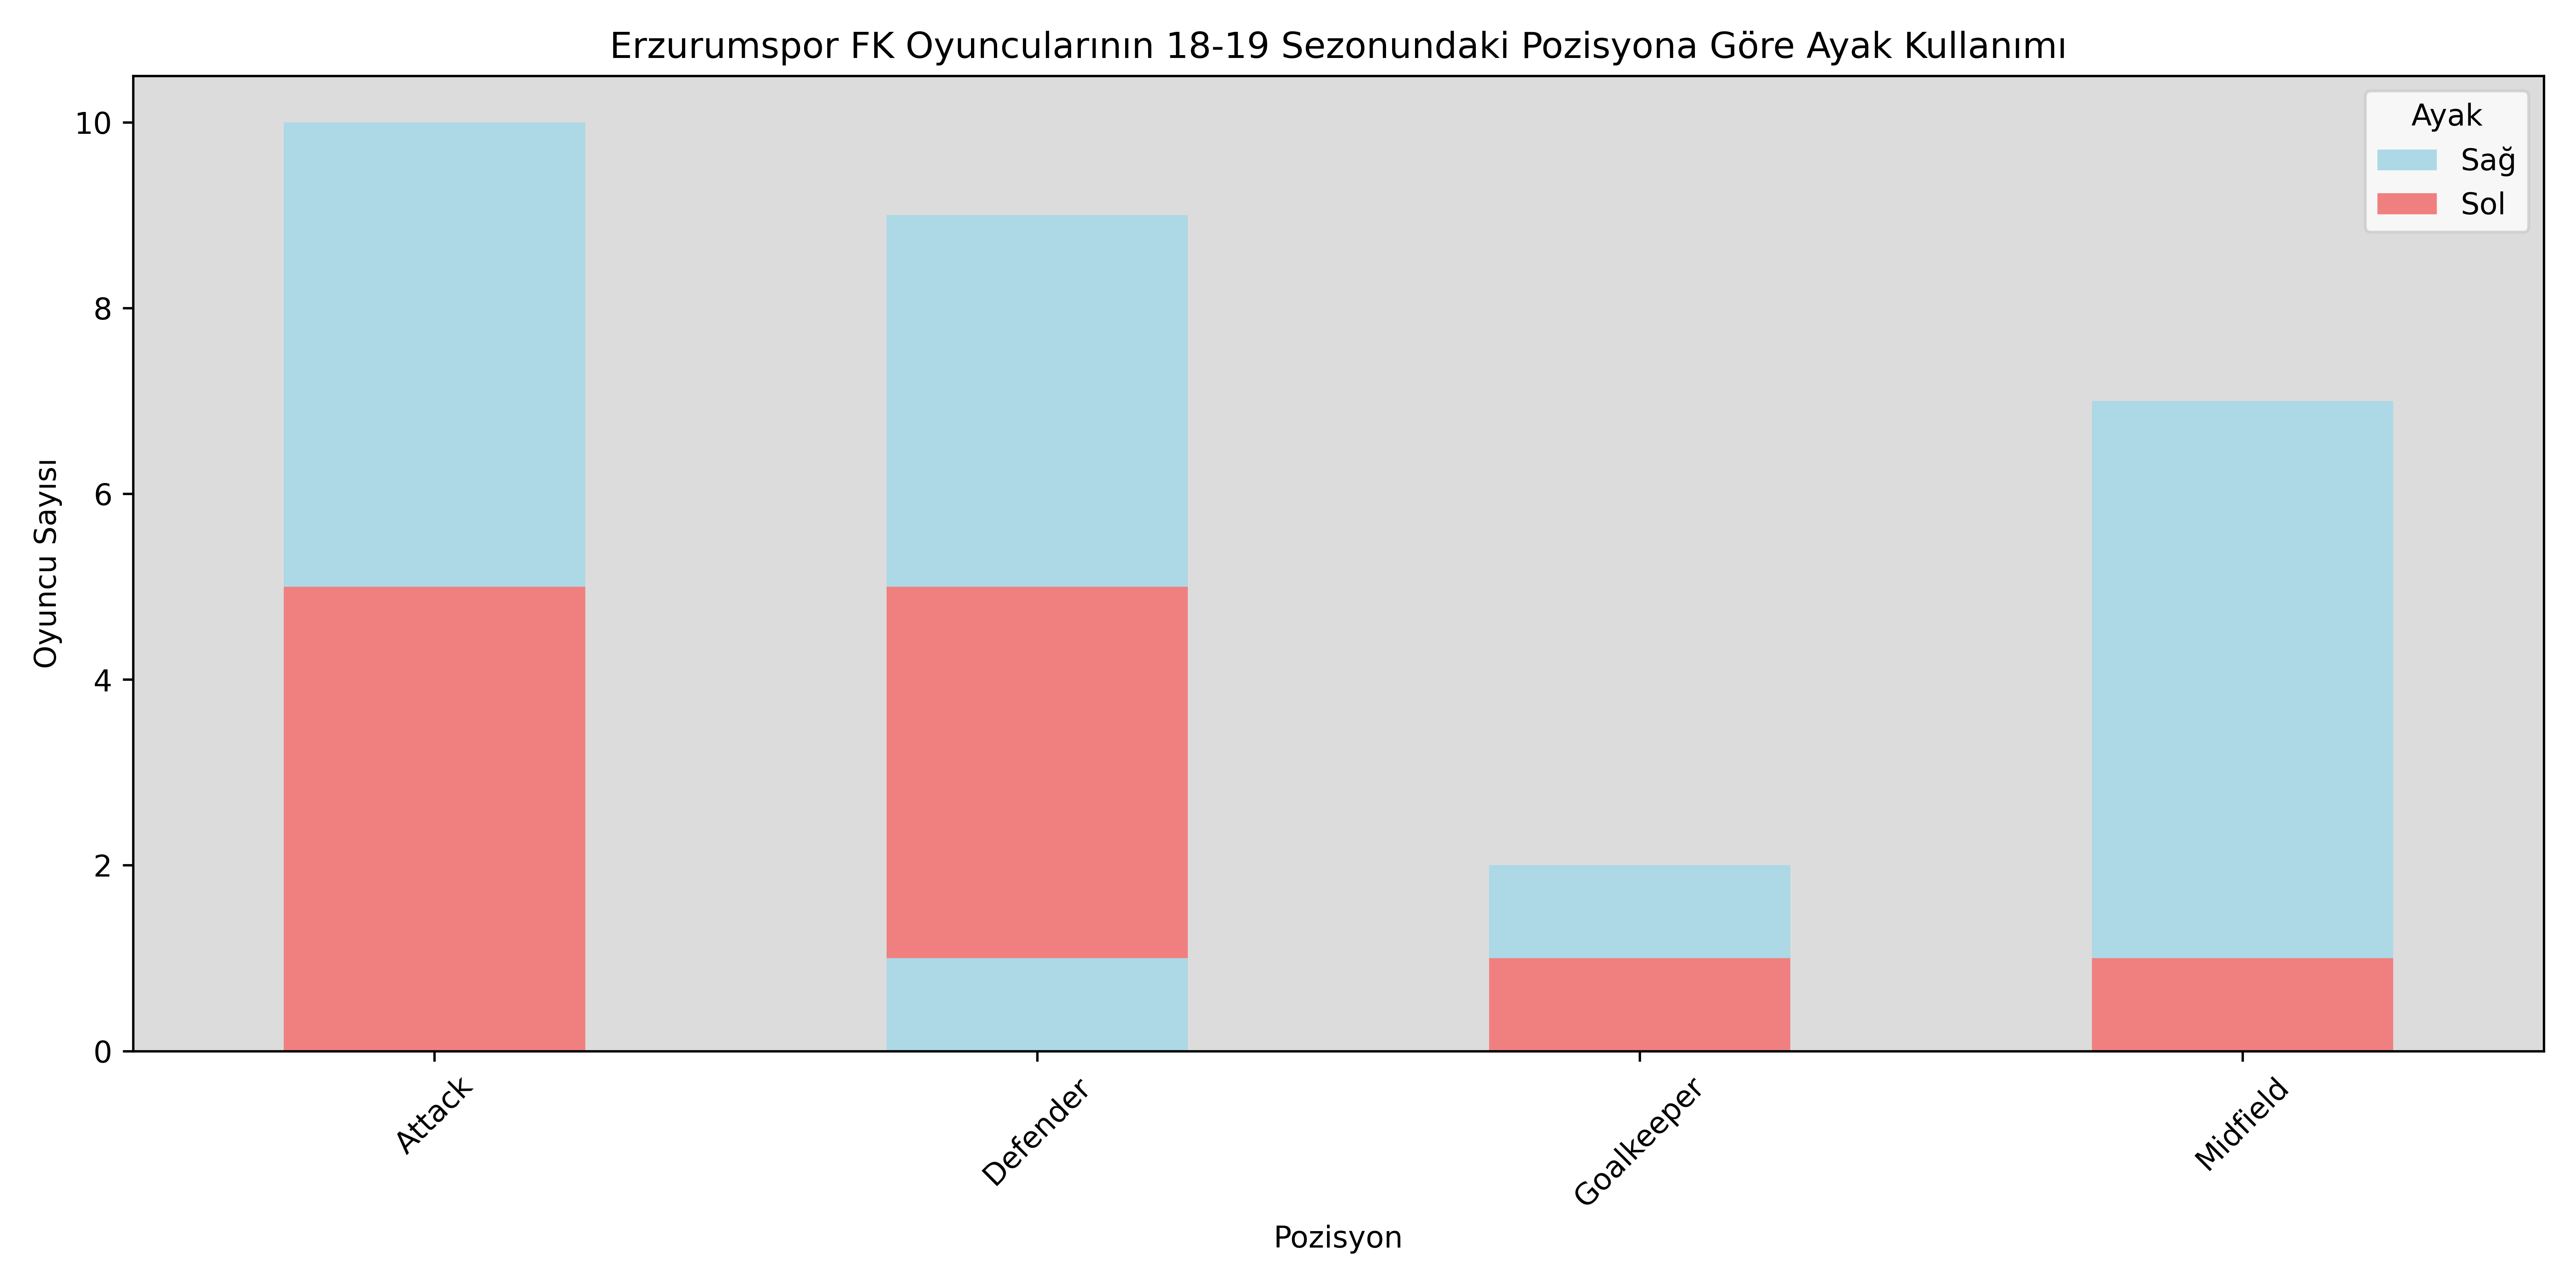 Erzurumspor FK Oyuncularının 18-19 Sezonundaki Pozisyona Göre Ayak Kullanımı
Ayak
Sağ
Sol
Oyuncu Sayısı
10
8
6
4
2
0
Attack
Defender
Goalkeeper
Midfield
Pozisyon